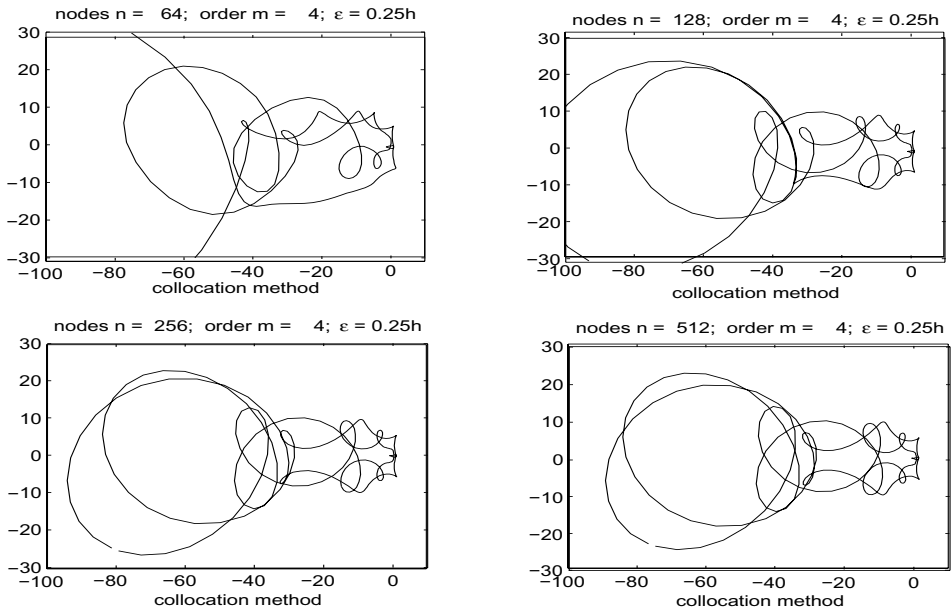 nodes n = 64; order m = 4; ε = 0.25h
30
20
10
0
−10
−20
−30
−100 −80 −60 −40 −20 0
collocation method
nodes n = 128; order m = 4; ε = 0.25h
30
20
10
0
−10
−20
−30
−100 −80 −60 −40 −20 0
collocation method
nodes n = 256; order m = 4; ε = 0.25h
30
20
10
0
−10
−20
−30
−100 −80 −60 −40 −20 0
collocation method
nodes n = 512; order m = 4; ε = 0.25h
30
20
10
0
−10
−20
−30
−100 −80 −60 −40 −20 0
collocation method